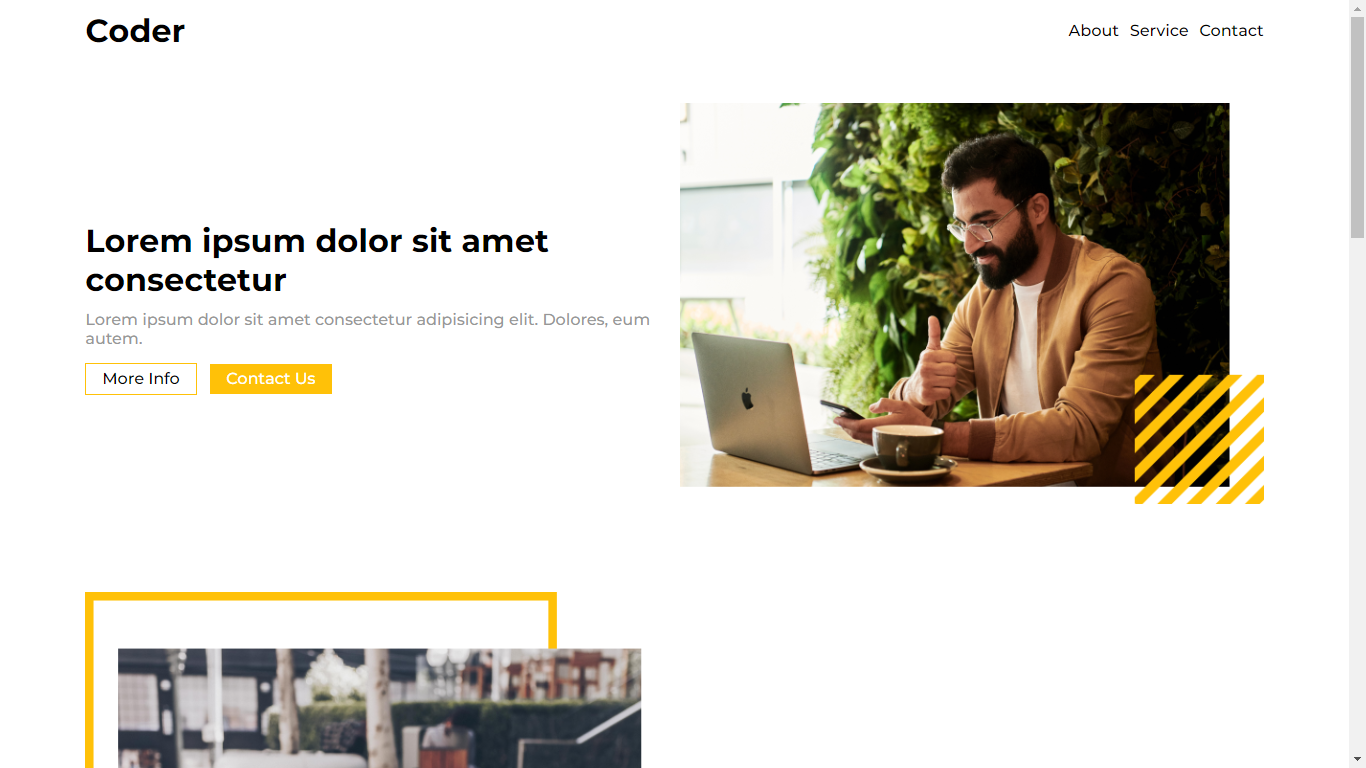 Coder
About Service Contact
Lorem ipsum dolor sit amet
consectetur
Lorem ipsum dolor sit amet consectetur adipisicing elit. Dolores, eum
autem.
More Info Contact Us